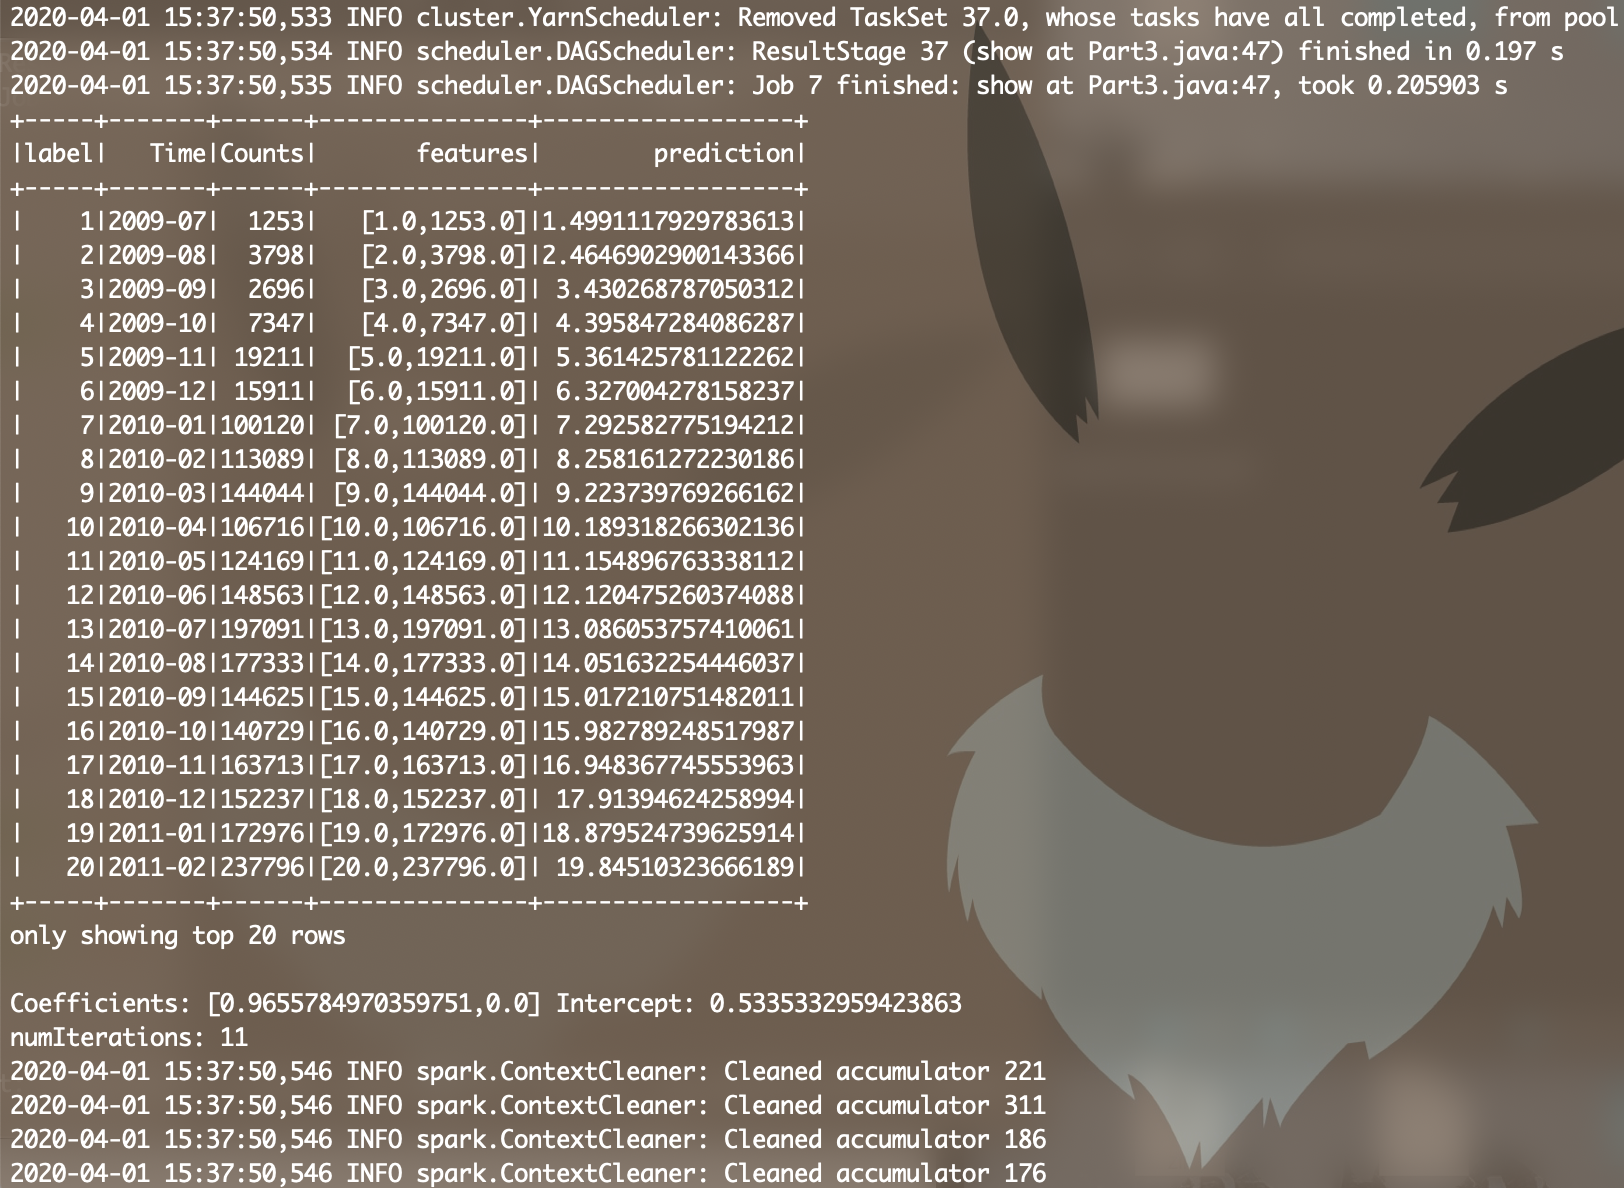 2020-04-01 15:37:50,533 INFO cluster.YarnScheduler: Removed TaskSet 37.0, whose tasks have all completed, from pool
2020-04-01 15:37:50,534 INFO scheduler.DAGScheduler: ResultStage 37 (show at Part3.java:47) finished in 0.197 s
2020-04-01 15:37:50,535 INFO scheduler.DAGScheduler: Job 7 finished: show at Part3.java:47, took 0.205903 s
+-----+-------+------+---------------+------------------+
|label|   Time|Counts|       features|        prediction|
+-----+-------+------+---------------+------------------+
|    1|2009-07|  1253|   [1.0,1253.0]|1.4991117929783613|
|    2|2009-08|  3798|   [2.0,3798.0]|2.4646902900143366|
|    3|2009-09|  2696|   [3.0,2696.0]| 3.430268787050312|
|    4|2009-10|  7347|   [4.0,7347.0]| 4.395847284086287|
|    5|2009-11| 19211|  [5.0,19211.0]| 5.361425781122262|
|    6|2009-12| 15911|  [6.0,15911.0]| 6.327004278158237|
|    7|2010-01|100120| [7.0,100120.0]| 7.292582775194212|
|    8|2010-02|113089| [8.0,113089.0]| 8.258161272230186|
|    9|2010-03|144044| [9.0,144044.0]| 9.223739769266162|
|   10|2010-04|106716|[10.0,106716.0]|10.189318266302136|
|   11|2010-05|124169|[11.0,124169.0]|11.154896763338112|
|   12|2010-06|148563|[12.0,148563.0]|12.120475260374088|
|   13|2010-07|197091|[13.0,197091.0]|13.086053757410061|
|   14|2010-08|177333|[14.0,177333.0]|14.051632254446037|
|   15|2010-09|144625|[15.0,144625.0]|15.017210751482011|
|   16|2010-10|140729|[16.0,140729.0]|15.982789248517987|
|   17|2010-11|163713|[17.0,163713.0]|16.948367745553963|
|   18|2010-12|152237|[18.0,152237.0]| 17.91394624258994|
|   19|2011-01|172976|[19.0,172976.0]|18.879524739625914|
|   20|2011-02|237796|[20.0,237796.0]| 19.84510323666189|
+-----+-------+------+---------------+------------------+
only showing top 20 rows
Coefficients: [0.9655784970359751,0.0] Intercept: 0.5335332959423863
numIterations: 11
2020-04-01 15:37:50,546 INFO spark.ContextCleaner: Cleaned accumulator 221
2020-04-01 15:37:50,546 INFO spark.ContextCleaner: Cleaned accumulator 311
2020-04-01 15:37:50,546 INFO spark.ContextCleaner: Cleaned accumulator 186
2020-04-01 15:37:50,546 INFO spark.ContextCleaner: Cleaned accumulator 176